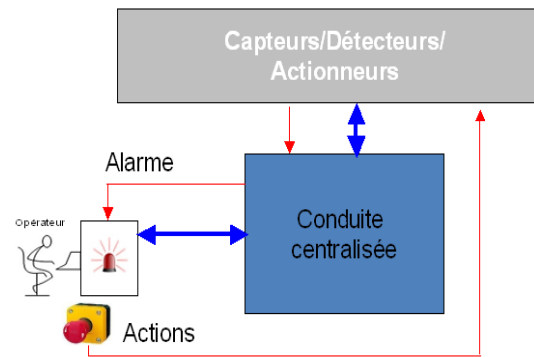 Capteurs/Détecteurs/
Actionneurs
Alarme
Opérateur
Conduite
centralisée
Actions